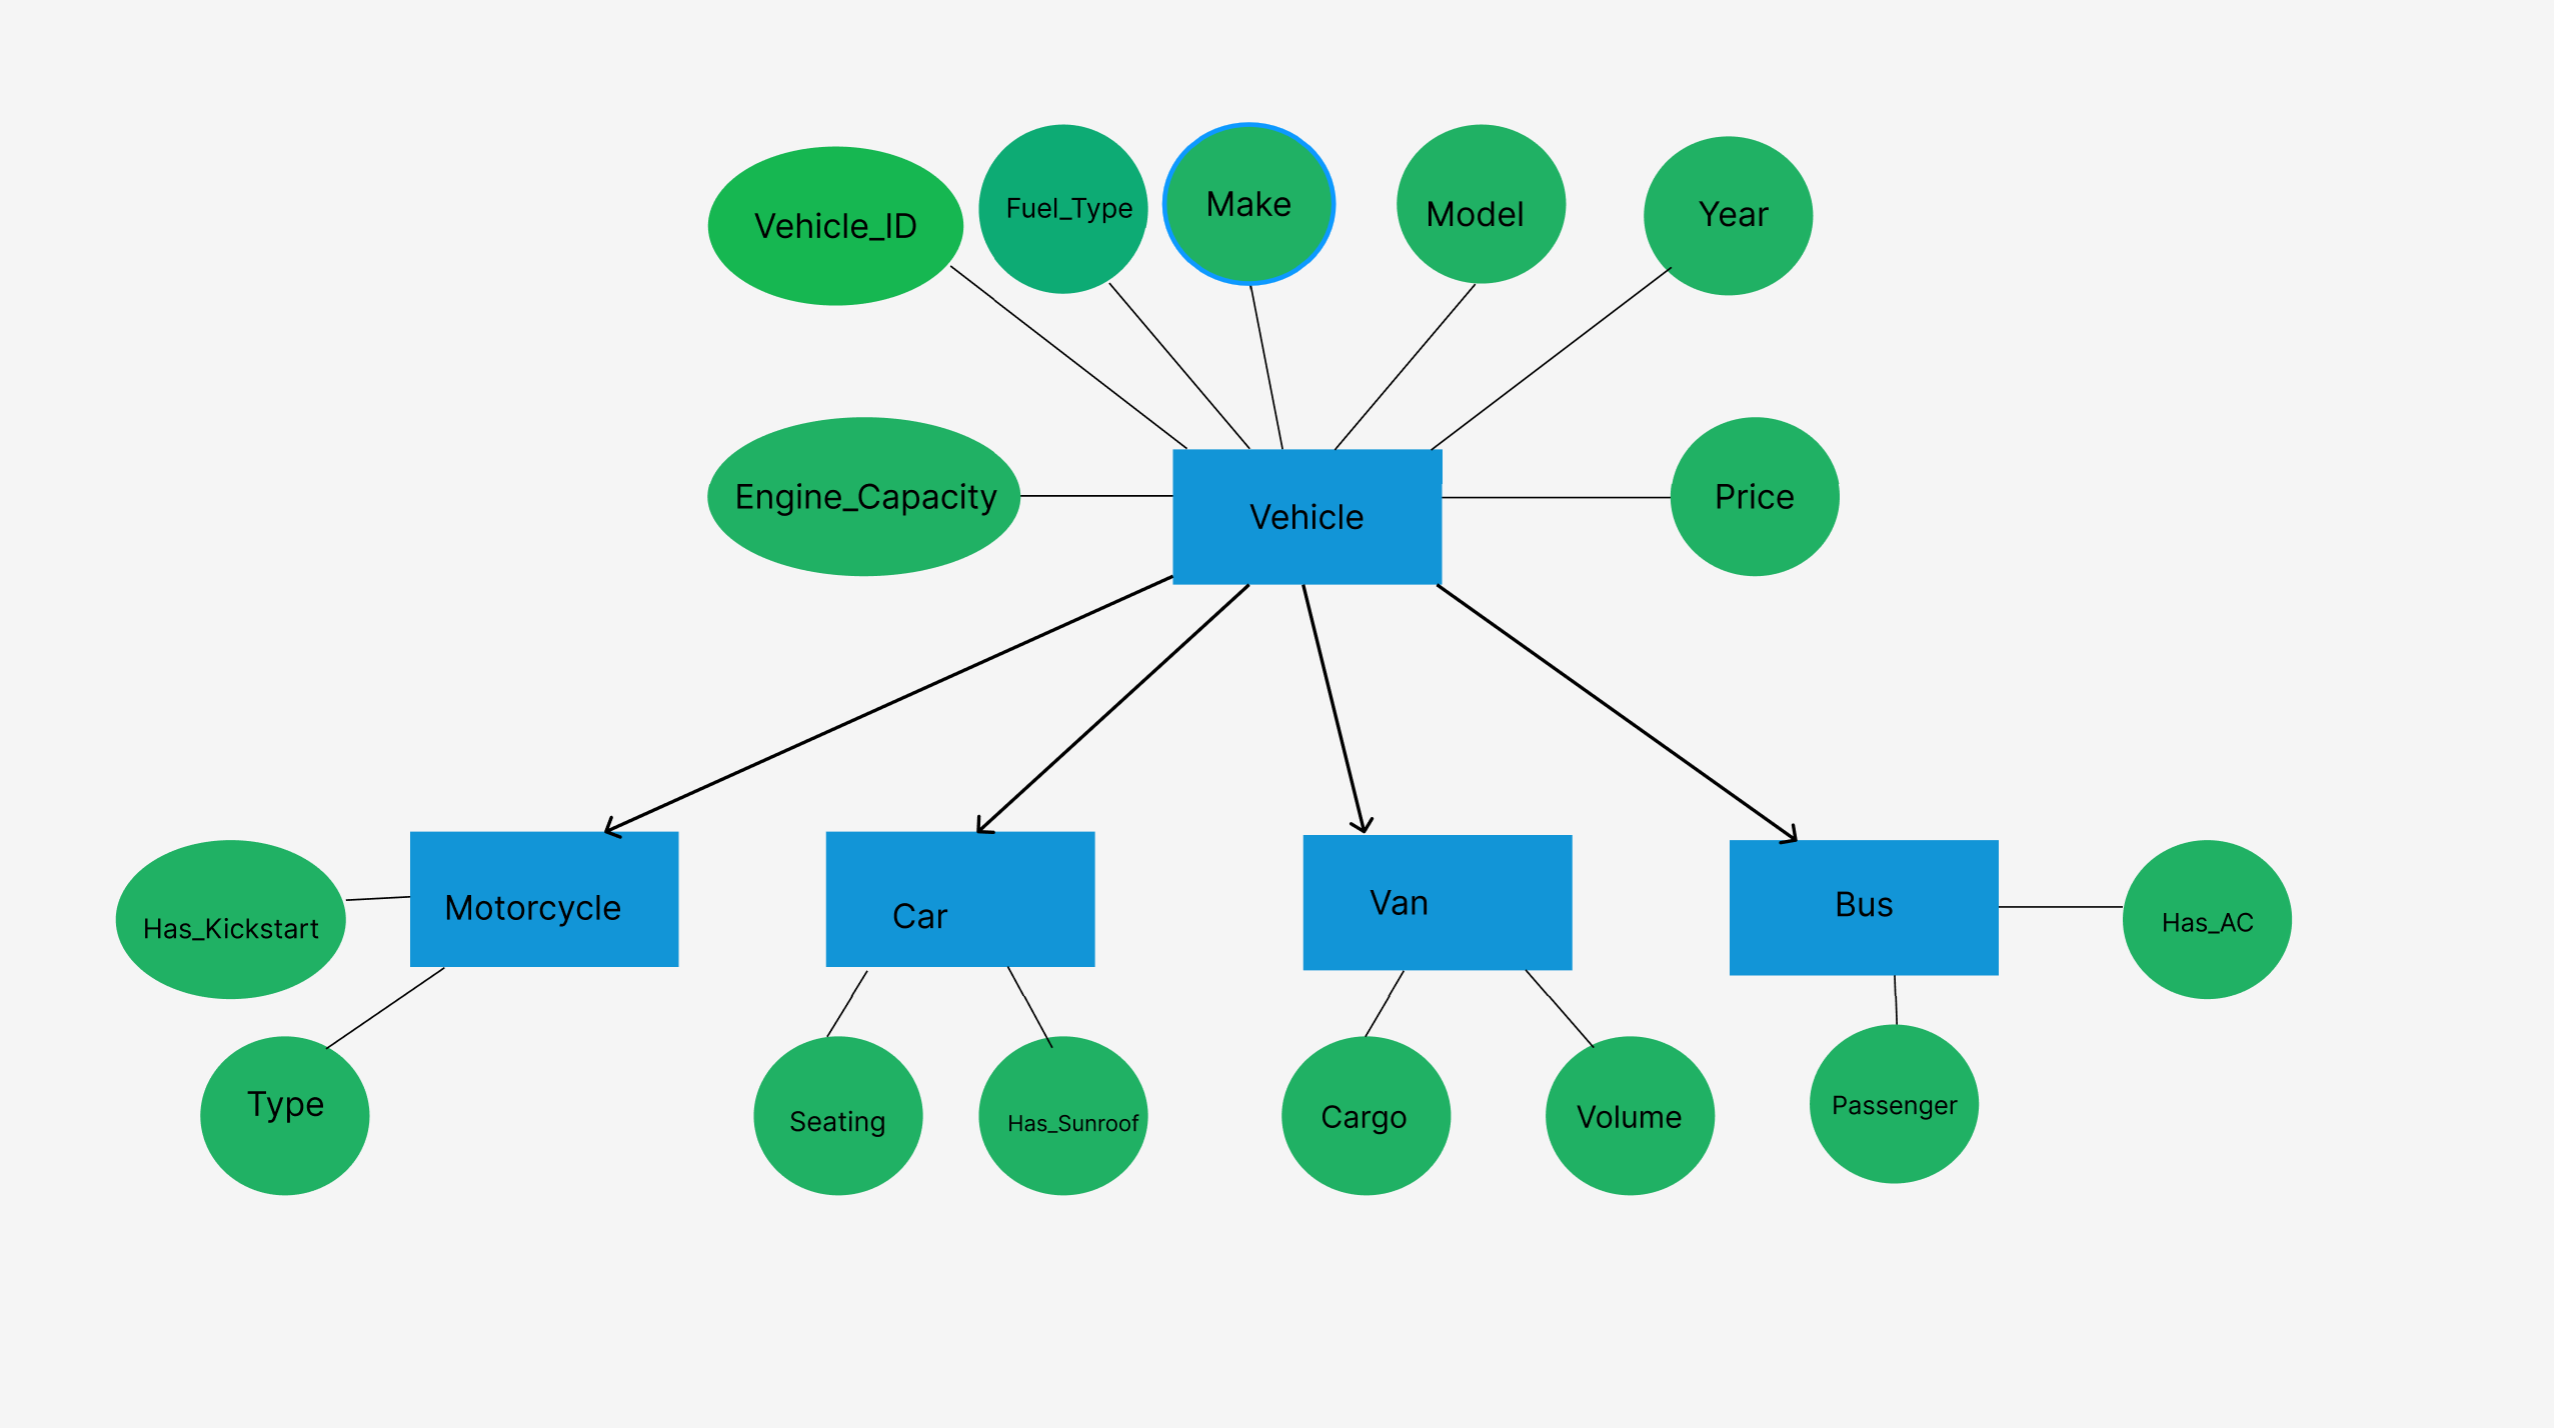 Vehicle_ID
Fuel_Type
Make
Model
Year
Engine_Capacity
Vehicle
Price
Has_Kickstart
Motorcycle
Car
Van
Bus
Has_AC
Type
Seating
Has_Sunroof
Cargo
Volume
Passenger